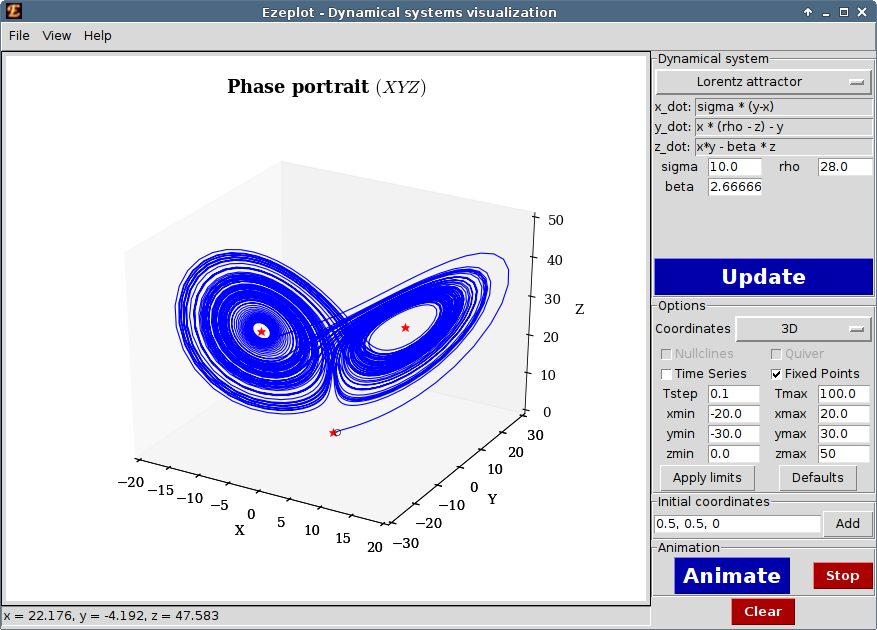 Ezeplot - Dynamical systems visualization
File View Help
Phase portrait (XYZ)
50
40
30
20
10
0
Z
−20
−15
−10
−5
0
5
10
15
20
X
−30
−20
−10
0
10
20
30
Y
x = 22.176, y = -4.192, z = 47.583
Dynamical system
Lorentz attractor
x_dot: sigma * (y-x)
y_dot: x * (rho - z) - y
z_dot: x*y - beta * z
sigma 10.0 rho 28.0
beta 2.66666
Update
Options
Coordinates 3D
Nullclines Quiver
Time Series Fixed Points
Tstep 0.1 Tmax 100.0
xmin -20.0 xmax 20.0
ymin -30.0 ymax 30.0
zmin 0.0 zmax 50
Apply limits Defaults
Initial coordinates
0.5, 0.5, 0 Add
Animation
Animate Stop
Clear